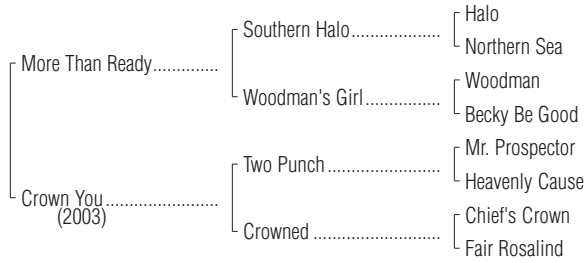 Halo
Southern Halo....................
Northern Sea
More Than Ready.............
Woodman
Woodman's Girl.................
Becky Be Good
Mr. Prospector
Two Punch .........................
Heavenly Cause
Crown You ......................
(2003)
Chief's Crown
Crowned ............................
Fair Rosalind